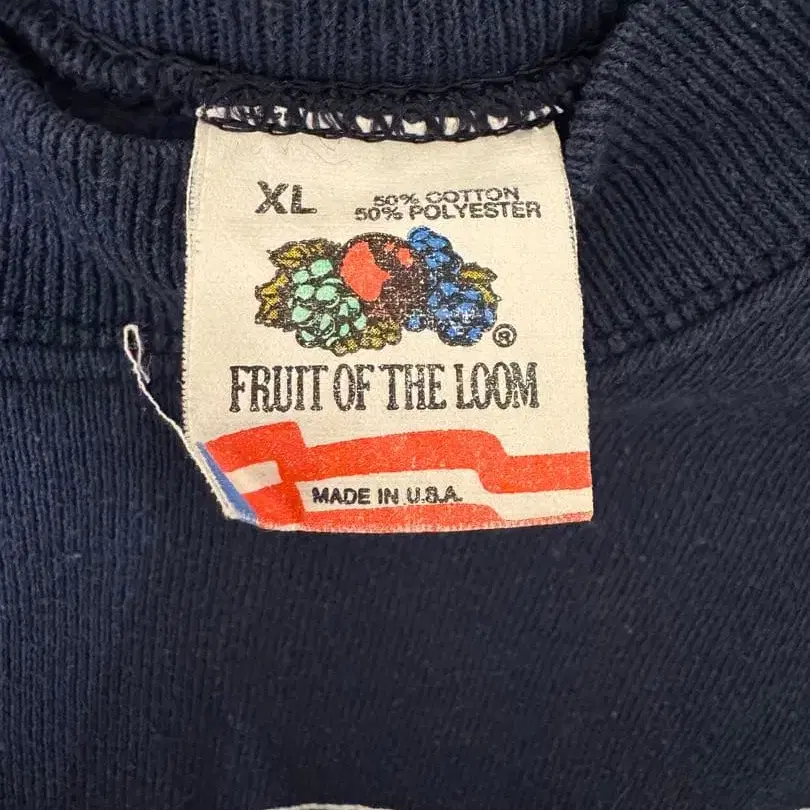 XL
50% COTTON
50% POLYESTER
®
FRUIT OF THE LOOM
MADE IN U.S.A.